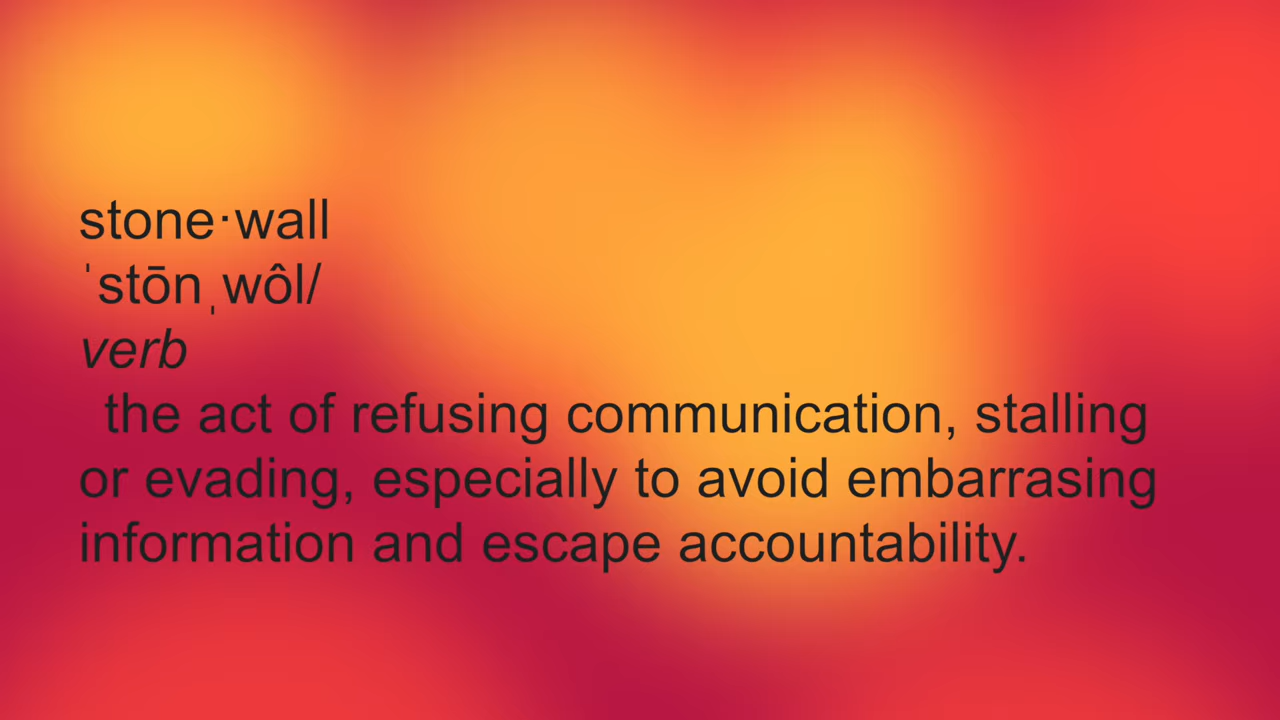 stone·wall
ˈstōnˌwôl/
verb
the act of refusing communication, stalling
or evading, especially to avoid embarrasing
information and escape accountability.